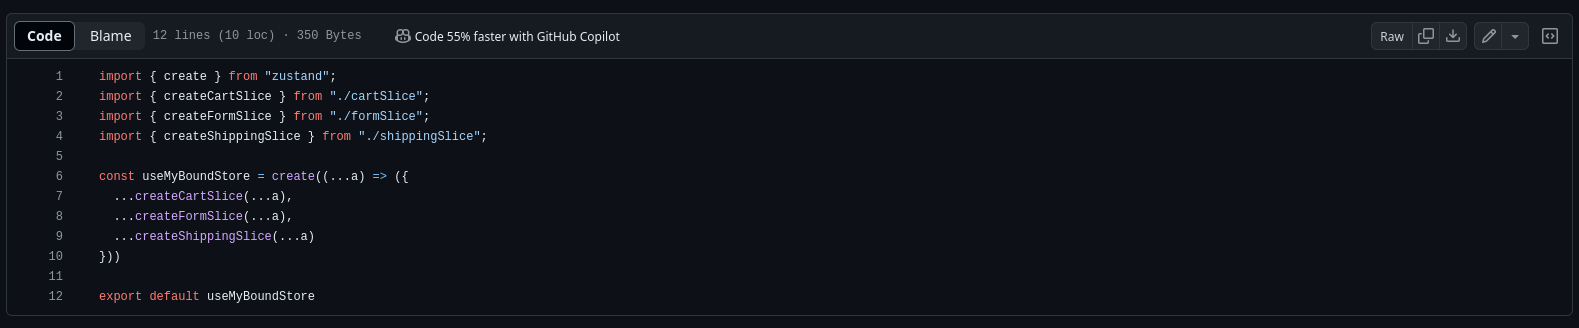 Code Blame 12 lines (10 loc) · 350 Bytes Code 55% faster with GitHub Copilot Raw
1 import { create } from "zustand";
2 import { createCartSlice } from "./cartSlice";
3 import { createFormSlice } from "./formSlice";
4 import { createShippingSlice } from "./shippingSlice";
5
6 const useMyBoundStore = create((...a) => ({
7   ...createCartSlice(...a),
8   ...createFormSlice(...a),
9   ...createShippingSlice(...a)
10 }))
11
12 export default useMyBoundStore